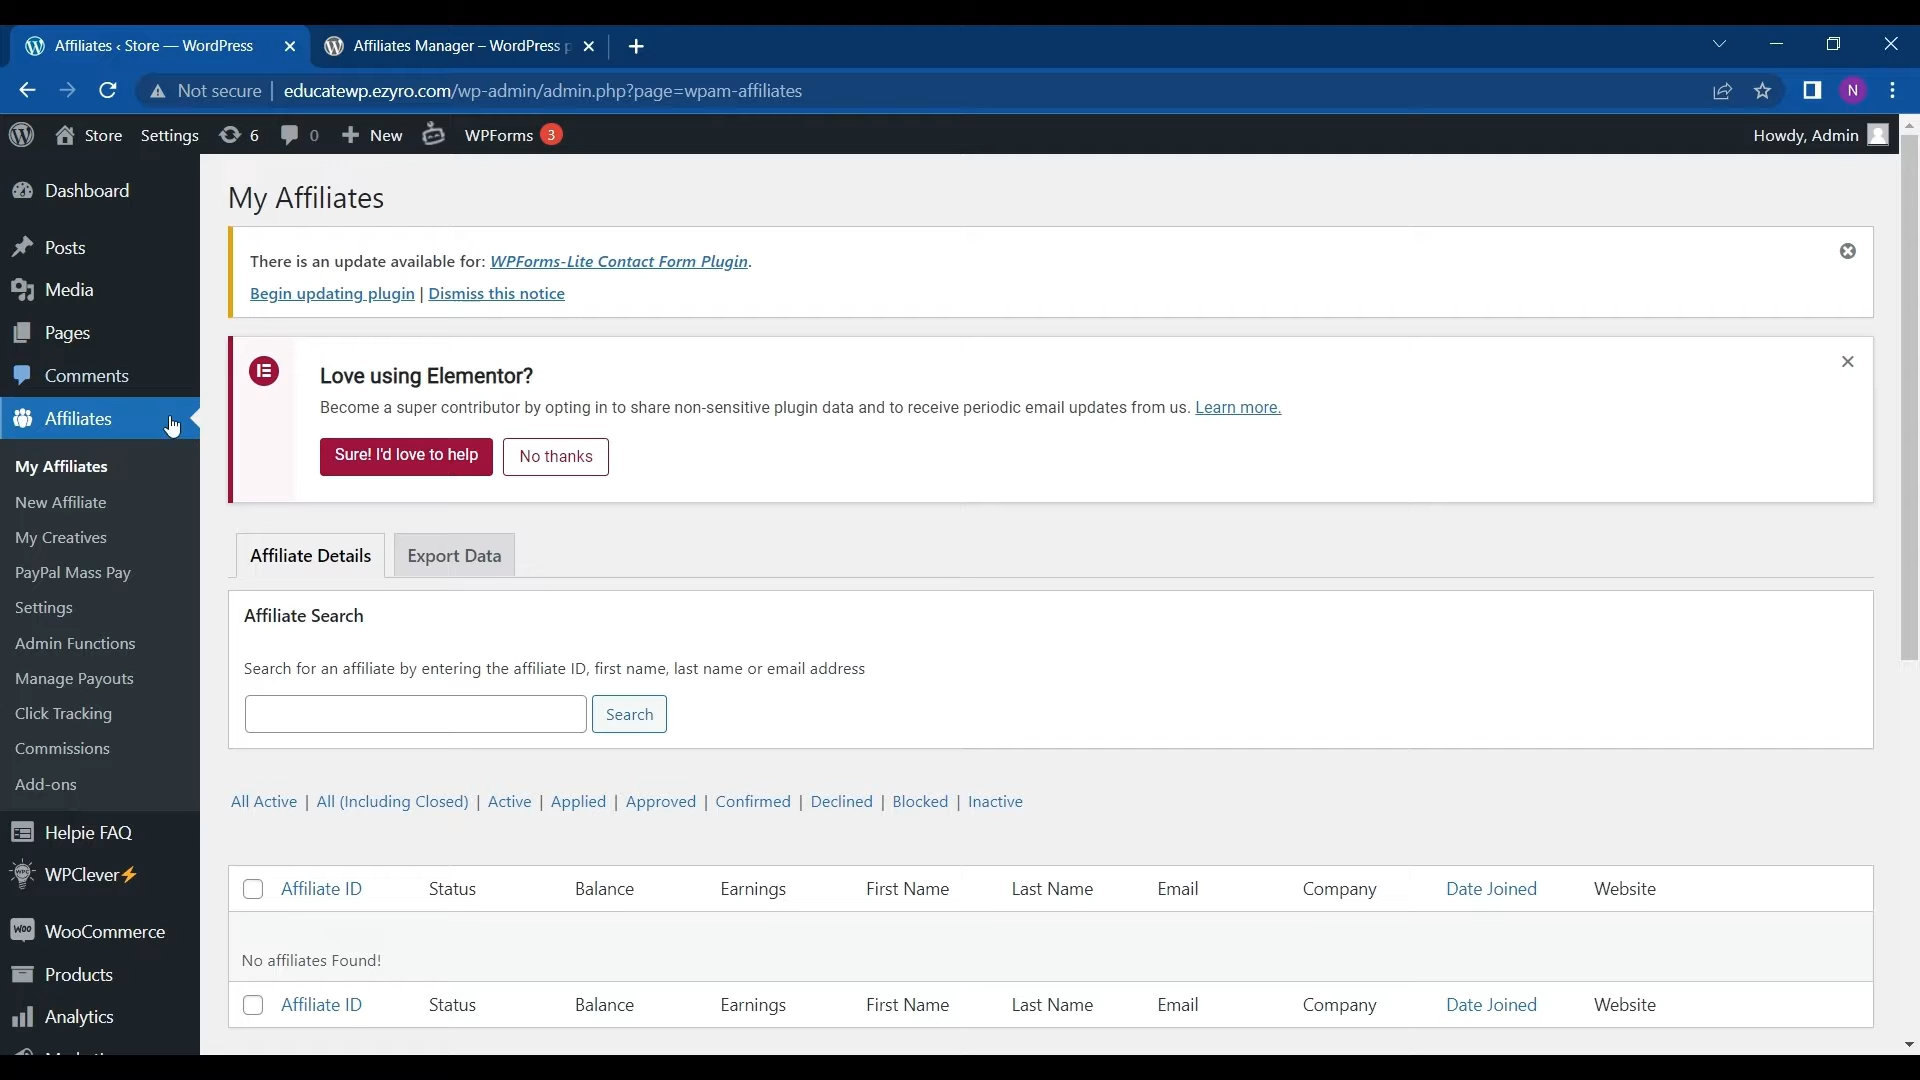 Affiliates ‹ Store — WordPress
Affiliates Manager – WordPress
Not secure
educatewp.ezyro.com/wp-admin/admin.php?page=wpam-affiliates
N
Store
Settings
6
0
New
WPForms 3
Howdy, Admin
Dashboard
Posts
Media
Pages
Comments
Affiliates
My Affiliates
New Affiliate
My Creatives
PayPal Mass Pay
Settings
Admin Functions
Manage Payouts
Click Tracking
Commissions
Add-ons
Helpie FAQ
WPClever⚡
WooCommerce
Products
Analytics
My Affiliates
There is an update available for: WPForms-Lite Contact Form Plugin.
Begin updating plugin | Dismiss this notice
Love using Elementor?
Become a super contributor by opting in to share non-sensitive plugin data and to receive periodic email updates from us. Learn more.
Sure! I'd love to help
No thanks
Affiliate Details
Export Data
Affiliate Search
Search for an affiliate by entering the affiliate ID, first name, last name or email address
Search
All Active | All (Including Closed) | Active | Applied | Approved | Confirmed | Declined | Blocked | Inactive
Affiliate ID Status Balance Earnings First Name Last Name Email Company Date Joined Website
No affiliates Found!
Affiliate ID Status Balance Earnings First Name Last Name Email Company Date Joined Website